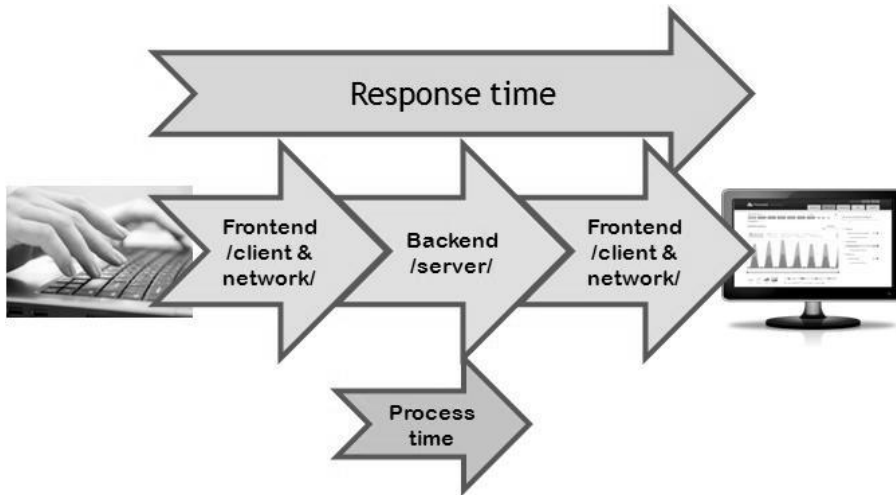 Response time
Frontend
/client &
network/
Backend
/server/
Frontend
/client &
network/
Process
time